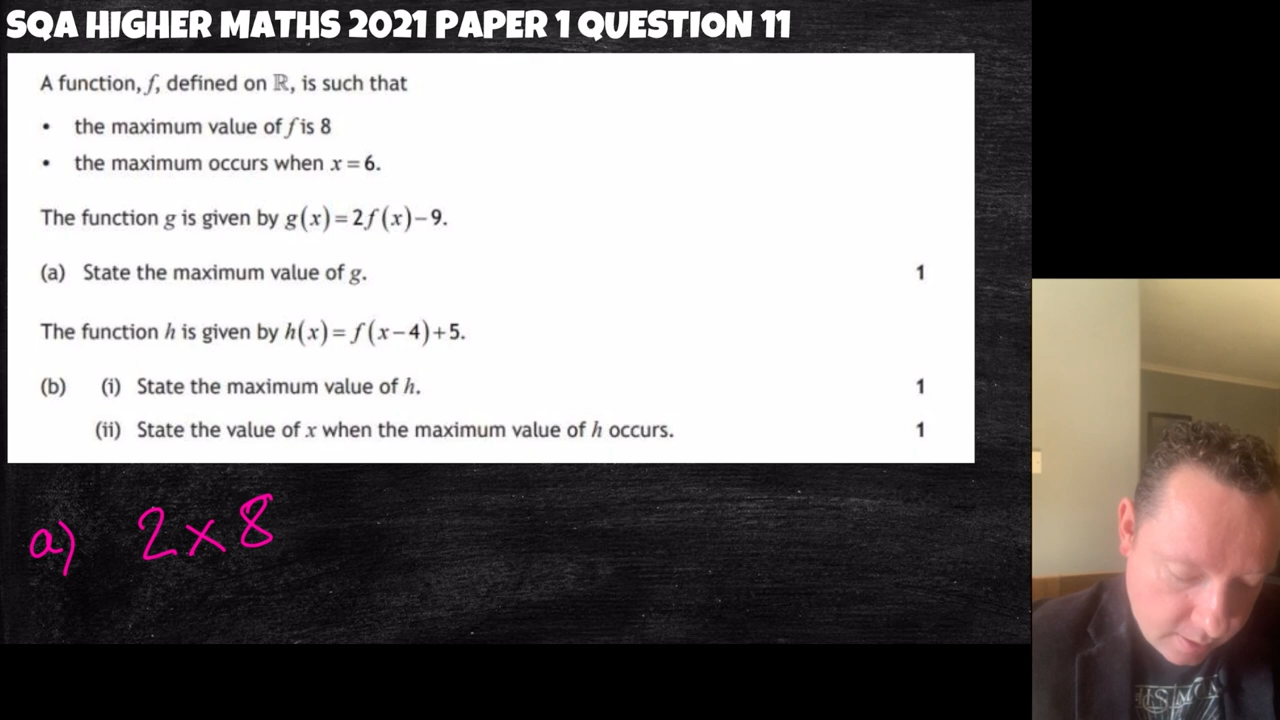 SQA HIGHER MATHS 2021 PAPER 1 QUESTION 11
A function, f, defined on ℝ, is such that
• the maximum value of f is 8
• the maximum occurs when x = 6.
The function g is given by g(x) = 2f(x) − 9.
(a) State the maximum value of g. 1
The function h is given by h(x) = f(x − 4) + 5.
(b) (i) State the maximum value of h. 1
(ii) State the value of x when the maximum value of h occurs. 1
a) 2 × 8